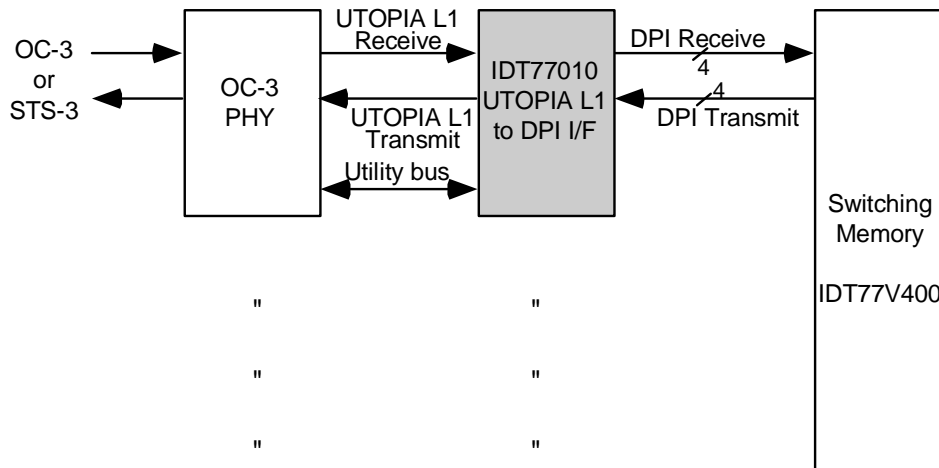 OC-3
or
STS-3
OC-3
PHY
UTOPIA L1
Receive
UTOPIA L1
Transmit
Utility bus
IDT77010
UTOPIA L1
to DPI I/F
DPI Receive
4
4
DPI Transmit
Switching
Memory
IDT77V400
" "
" "
" "